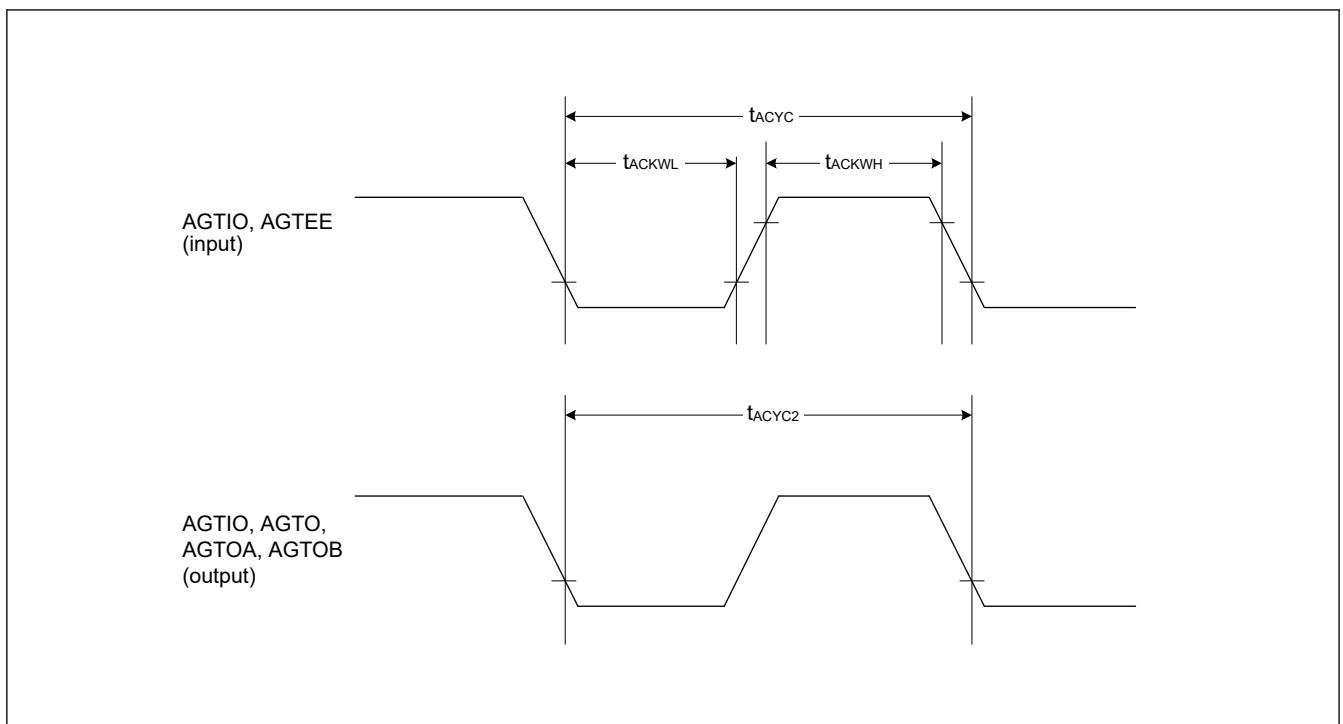 tACYC
tACKWL
tACKWH
AGTIO, AGTEE
(input)
tACYC2
AGTIO, AGTO,
AGTOA, AGTOB
(output)